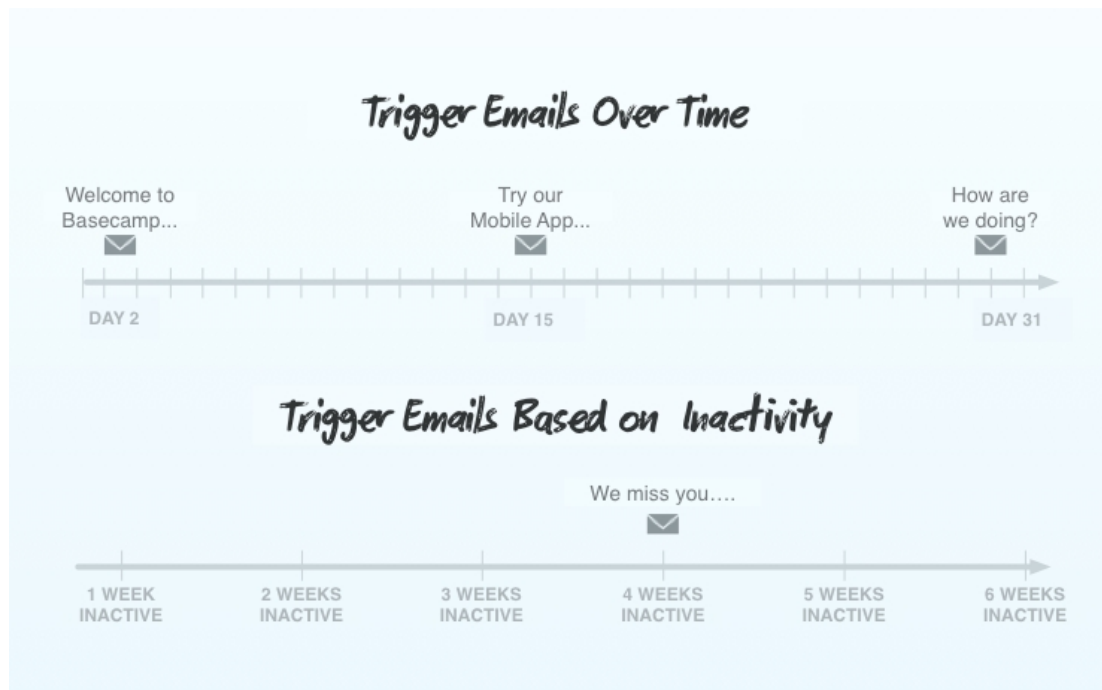 Trigger Emails Over Time
Welcome to
Basecamp...
Try our
Mobile App...
How are
we doing?
DAY 2
DAY 15
DAY 31
Trigger Emails Based on Inactivity
We miss you....
1 WEEK
INACTIVE
2 WEEKS
INACTIVE
3 WEEKS
INACTIVE
4 WEEKS
INACTIVE
5 WEEKS
INACTIVE
6 WEEKS
INACTIVE